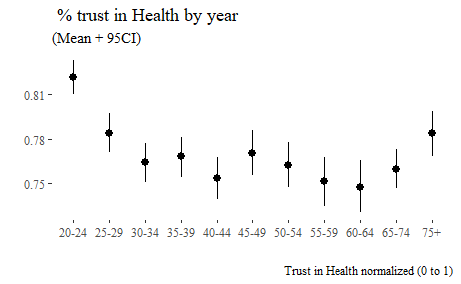 % trust in Health by year
(Mean + 95CI)
0.81
0.78
0.75
20-24 25-29 30-34 35-39 40-44 45-49 50-54 55-59 60-64 65-74 75+
Trust in Health normalized (0 to 1)